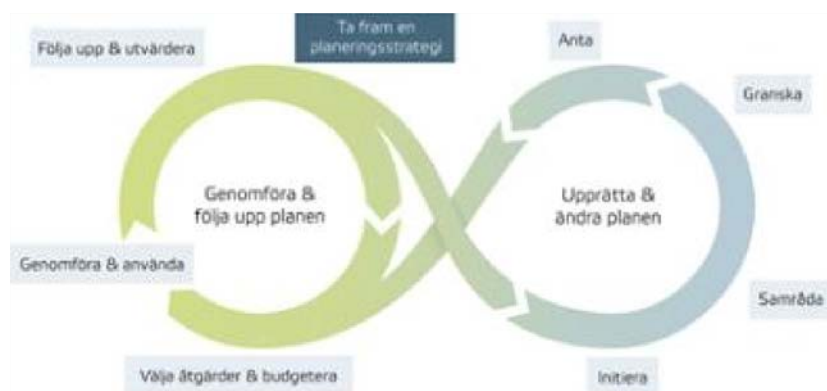 Ta fram en
planeringsstrategi
Följa upp & utvärdera
Anta
Granska
Genomföra &
följa upp planen
Upprätta &
ändra planen
Genomföra & använda
Samråda
Välja åtgärder & budgetera
Initiera